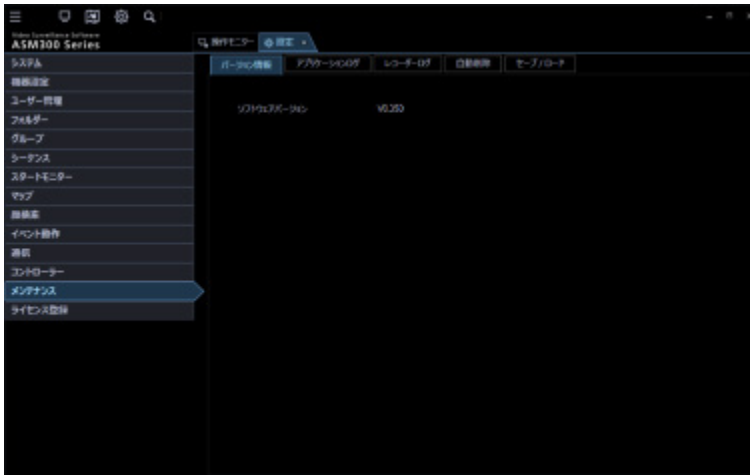 Video Surveillance Software
ASM300 Series
操作モニター
設定
システム
機器設定
ユーザー管理
フォルダー
グループ
シーケンス
スタートモニター
マップ
顔検索
イベント動作
通信
コントローラー
メンテナンス
ライセンス登録
バージョン情報
アプリケーションログ
レコーダーログ
自動削除
セーブ/ロード
ソフトウェアバージョン
V0.250